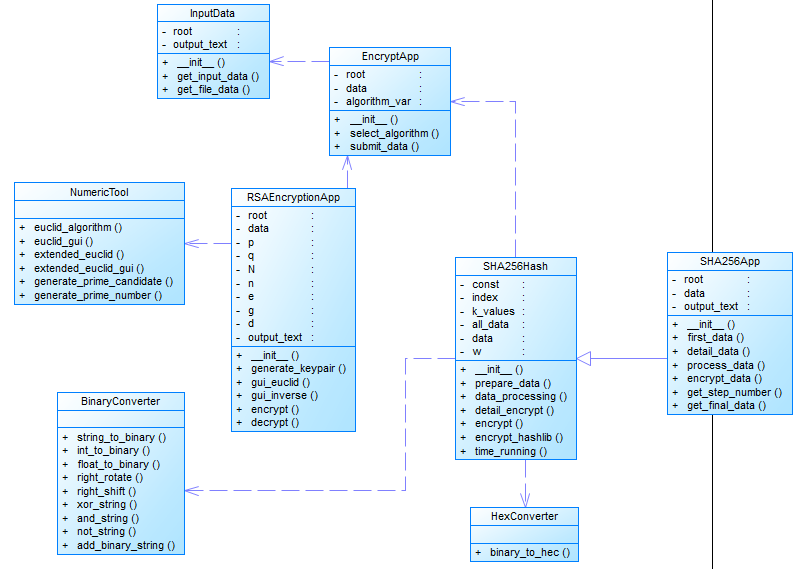 InputData
- root :
- output_text :
+ __init__ ()
+ get_input_data ()
+ get_file_data ()
EncryptApp
- root :
- data :
- algorithm_var :
+ __init__ ()
+ select_algorithm ()
+ submit_data ()
NumericTool
+ euclid_algorithm ()
+ euclid_gui ()
+ extended_euclid ()
+ extended_euclid_gui ()
+ generate_prime_candidate ()
+ generate_prime_number ()
RSAEncryptionApp
- root :
- data :
- p :
- q :
- N :
- n :
- e :
- g :
- d :
- output_text :
+ __init__ ()
+ generate_keypair ()
+ gui_euclid ()
+ gui_inverse ()
+ encrypt ()
+ decrypt ()
SHA256Hash
- const :
- index :
- k_values :
- all_data :
- data :
- w :
+ __init__ ()
+ prepare_data ()
+ data_processing ()
+ detail_encrypt ()
+ encrypt ()
+ encrypt_hashlib ()
+ time_running ()
SHA256App
- root :
- data :
- output_text :
+ __init__ ()
+ first_data ()
+ detail_data ()
+ process_data ()
+ encrypt_data ()
+ get_step_number ()
+ get_final_data ()
BinaryConverter
+ string_to_binary ()
+ int_to_binary ()
+ float_to_binary ()
+ right_rotate ()
+ right_shift ()
+ xor_string ()
+ and_string ()
+ not_string ()
+ add_binary_string ()
HexConverter
+ binary_to_hec ()